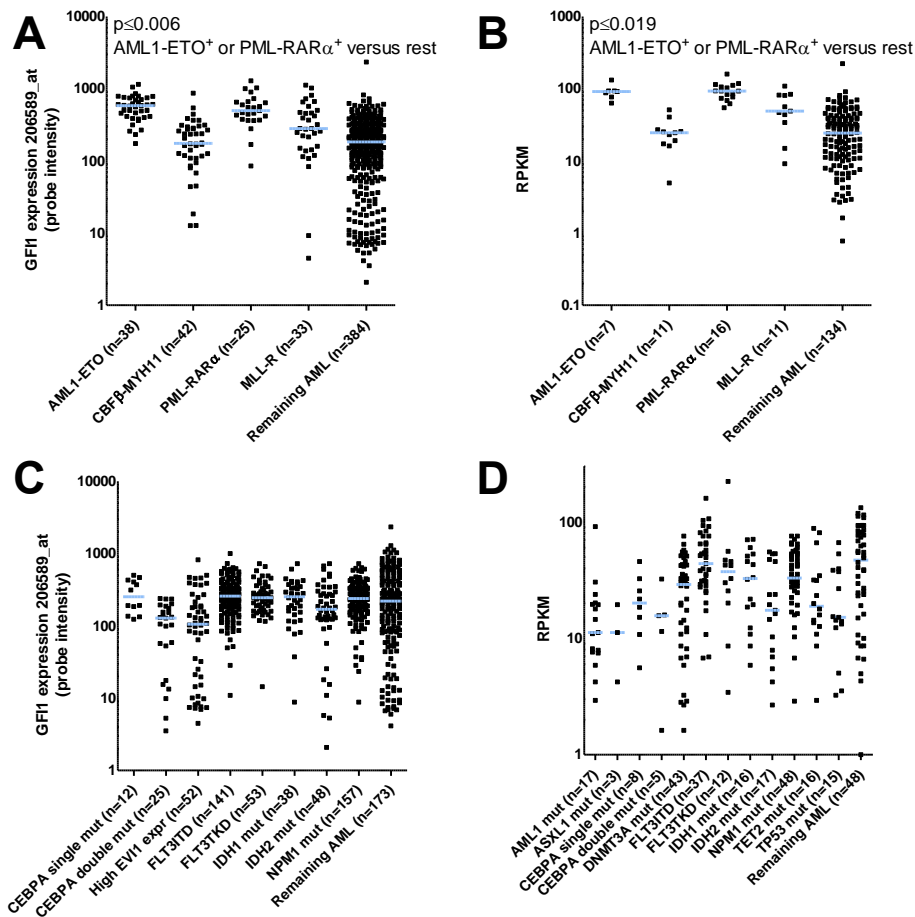 A
p≤0.006
AML1-ETO+ or PML-RARα+ versus rest
10000
1000
100
10
1
GFI1 expression 206589_at
(probe intensity)
AML1-ETO (n=38)
CBFβ-MYH11 (n=42)
PML-RARα (n=25)
MLL-R (n=33)
Remaining AML (n=384)
B
p≤0.019
AML1-ETO+ or PML-RARα+ versus rest
1000
100
10
1
0.1
RPKM
AML1-ETO (n=7)
CBFβ-MYH11 (n=11)
PML-RARα (n=16)
MLL-R (n=11)
Remaining AML (n=134)
C
10000
1000
100
10
1
GFI1 expression 206589_at
(probe intensity)
CEBPA single mut (n=12)
CEBPA double mut (n=25)
High EVI1 expr (n=52)
FLT3ITD (n=141)
FLT3TKD (n=53)
IDH1 mut (n=38)
IDH2 mut (n=48)
NPM1 mut (n=157)
Remaining AML (n=173)
D
100
10
1
RPKM
AML1 mut (n=17)
ASXL1 mut (n=3)
CEBPA single mut (n=8)
CEBPA double mut (n=5)
DNMT3A mut (n=43)
FLT3ITD (n=37)
FLT3TKD (n=12)
IDH1 mut (n=16)
IDH2 mut (n=17)
NPM1 mut (n=48)
TET2 mut (n=16)
TP53 mut (n=15)
Remaining AML (n=48)